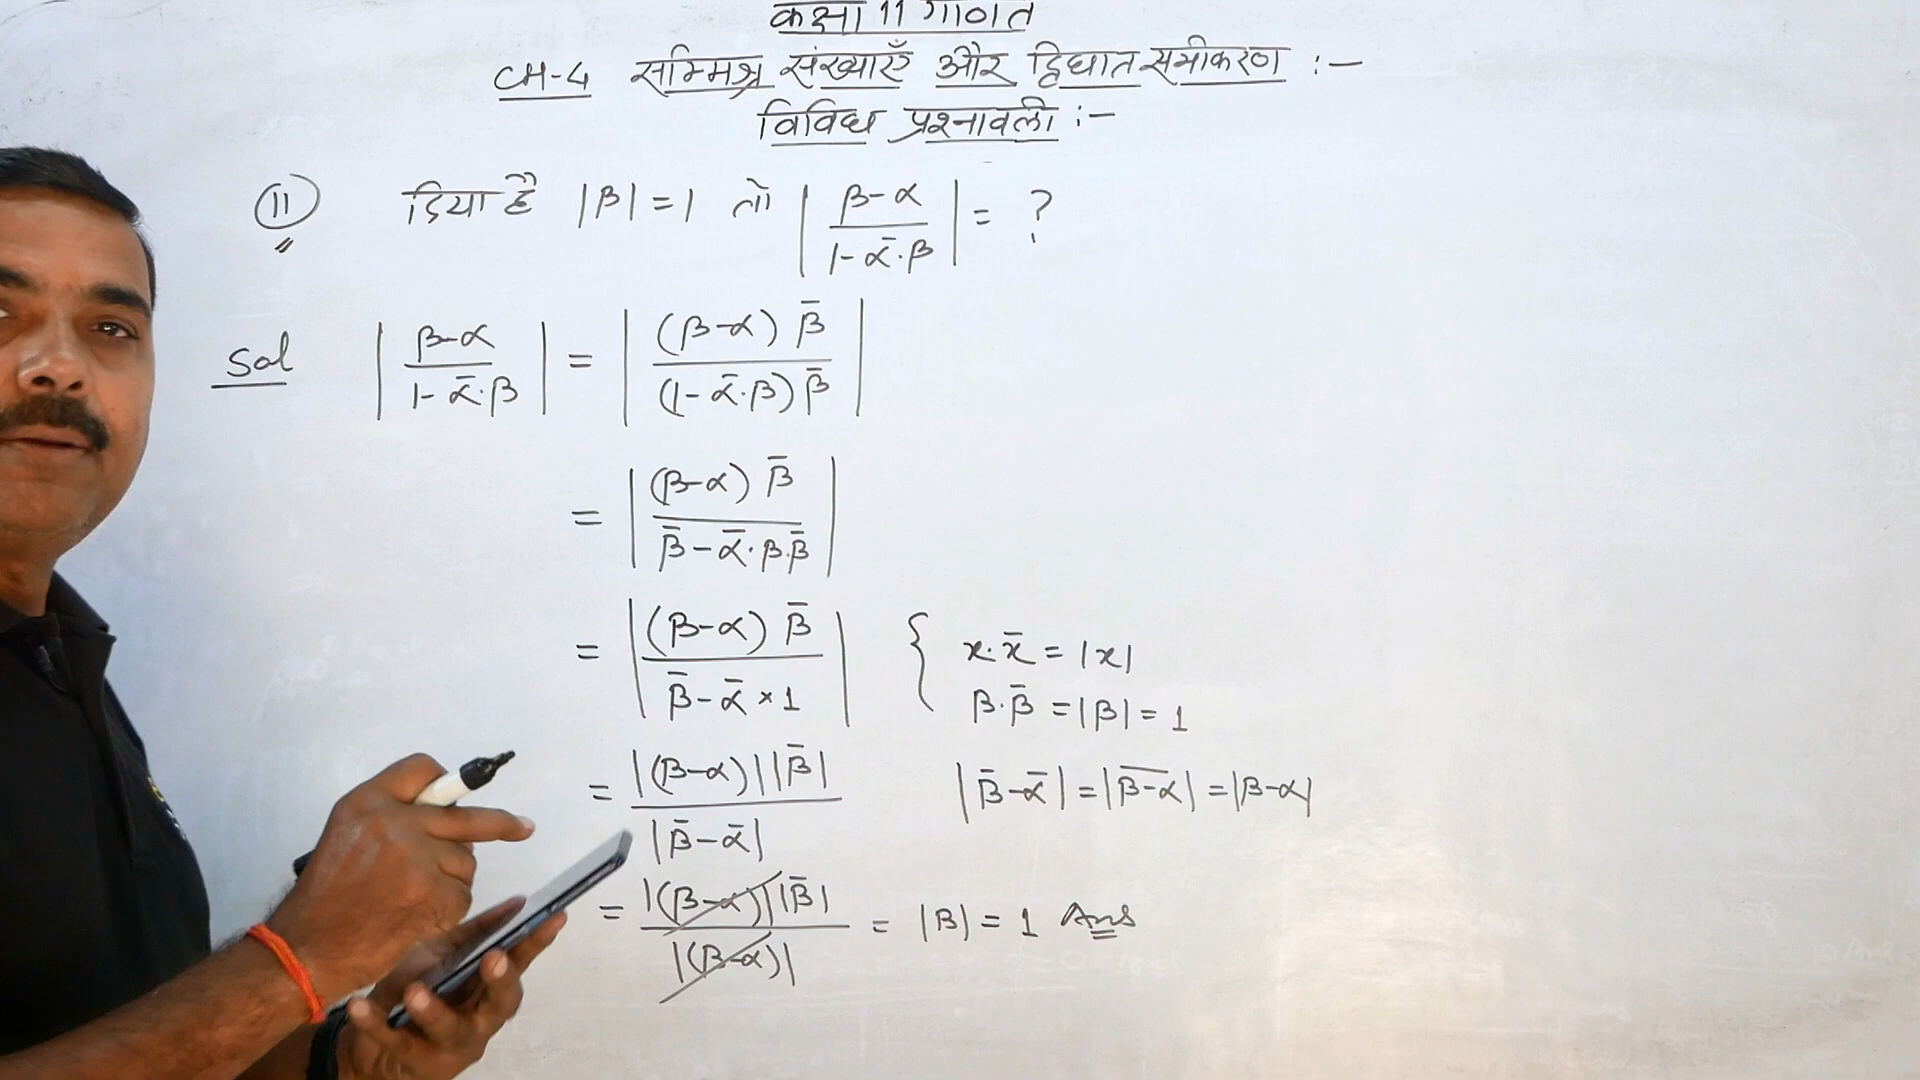 कक्षा 11 गणित
CH-4 सम्मिश्र संख्याएँ और द्विघात समीकरण :-
विविध प्रश्नावली :-
(11) दिया है |β| = 1 तो |(β-α)/(1-ᾱ.β)| = ?
Sol |(β-α)/(1-ᾱ.β)| = |((β-α) β̄)/((1-ᾱ.β) β̄)|
= |((β-α) β̄)/(β̄-ᾱ.β.β̄)|
= |((β-α) β̄)/(β̄-ᾱ×1)| { x.x̄ = |x|
β.β̄ = |β| = 1
= |(β-α)||β̄| / |β̄-ᾱ| |β̄-ᾱ| = |\overline{β-α}| = |β-α|
= |(β-α)||β̄| / |(β-α)| = |β| = 1 Ans